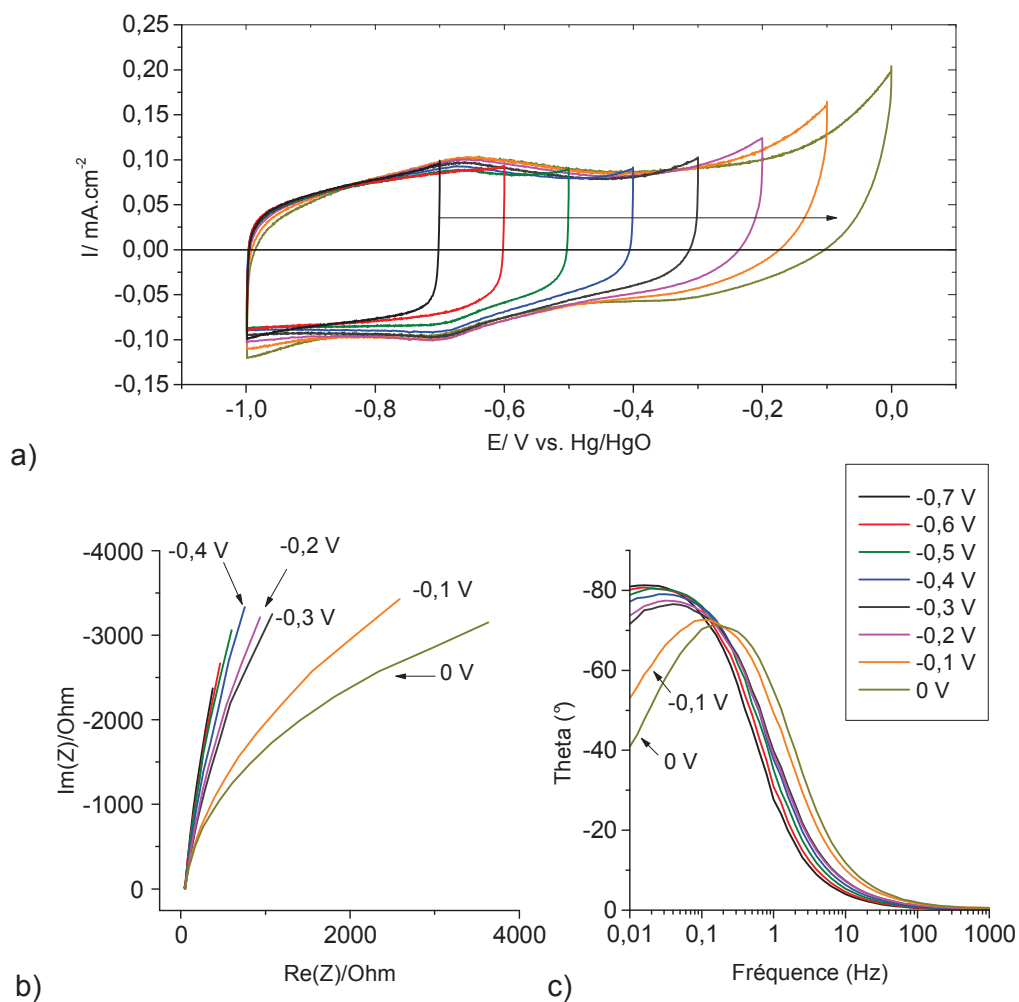 0,25
0,20
0,15
0,10
0,05
0,00
-0,05
-0,10
-0,15
I/ mA.cm-2
-1,0 -0,8 -0,6 -0,4 -0,2 0,0
E/ V vs. Hg/HgO
a)
-0,7 V
-0,6 V
-0,5 V
-0,4 V
-0,3 V
-0,2 V
-0,1 V
0 V
-4000
-3000
-2000
-1000
0
Im(Z)/Ohm
-0,4 V
-0,2 V
-0,3 V
-0,1 V
0 V
0 2000 4000
Re(Z)/Ohm
b)
-80
-60
-40
-20
0
Theta (°)
-0,1 V
0 V
0,01 0,1 1 10 100 1000
Fréquence (Hz)
c)